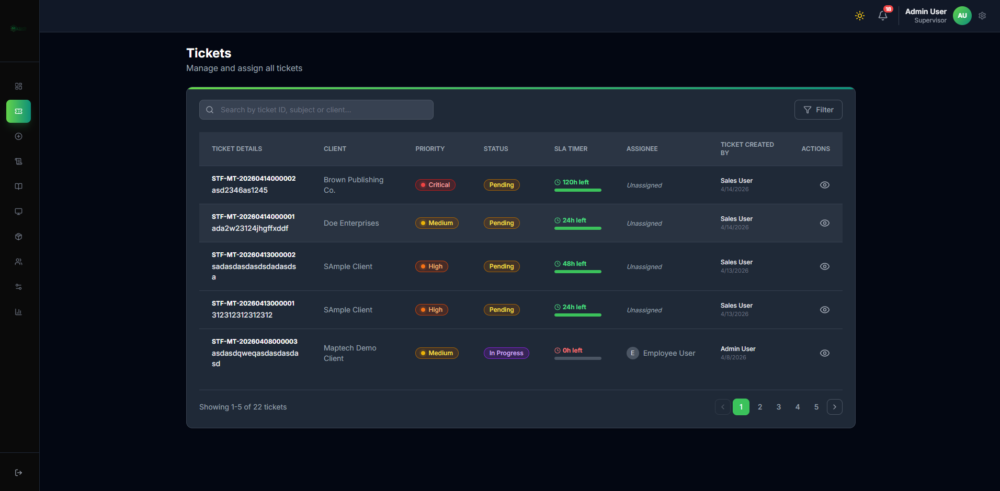 18
Admin User
Supervisor
AU
Tickets
Manage and assign all tickets
Search by ticket ID, subject or client...
Filter
TICKET DETAILS CLIENT PRIORITY STATUS SLA TIMER ASSIGNEE TICKET CREATED BY ACTIONS
STF-MT-20260414000002
asd2346as1245
Brown Publishing
Co.
Critical
Pending
120h left
Unassigned
Sales User
4/14/2026
STF-MT-20260414000001
ada2w23124jhgffxddf
Doe Enterprises
Medium
Pending
24h left
Unassigned
Sales User
4/14/2026
STF-MT-20260413000002
sadasdasdasdsdadasds
a
SAmple Client
High
Pending
48h left
Unassigned
Sales User
4/13/2026
STF-MT-20260413000001
312312312312312
SAmple Client
High
Pending
24h left
Unassigned
Sales User
4/13/2026
STF-MT-20260408000003
asdasdqweqasdasdasda
sd
Maptech Demo
Client
Medium
In Progress
0h left
E Employee User
Admin User
4/8/2026
Showing 1-5 of 22 tickets
1 2 3 4 5